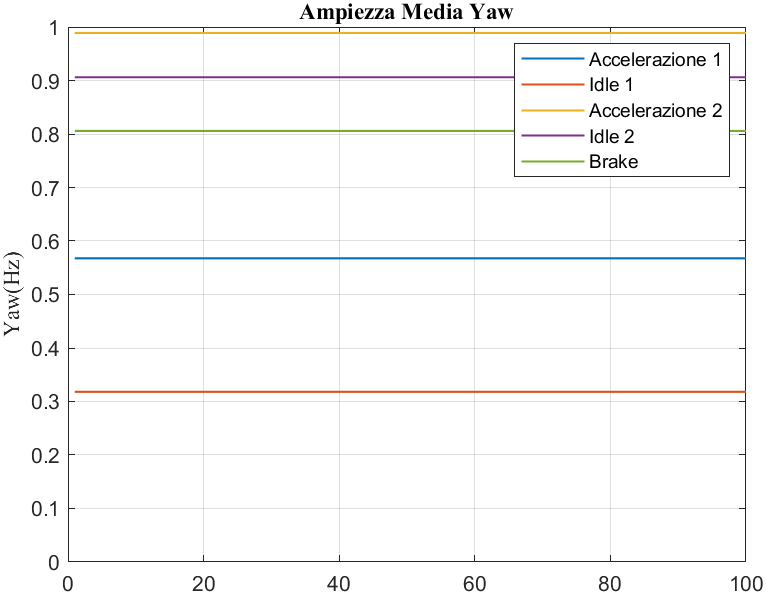 Ampiezza Media Yaw
1
0.9
0.8
0.7
0.6
0.5
0.4
0.3
0.2
0.1
0
Yaw(Hz)
Accelerazione 1
Idle 1
Accelerazione 2
Idle 2
Brake
0 20 40 60 80 100